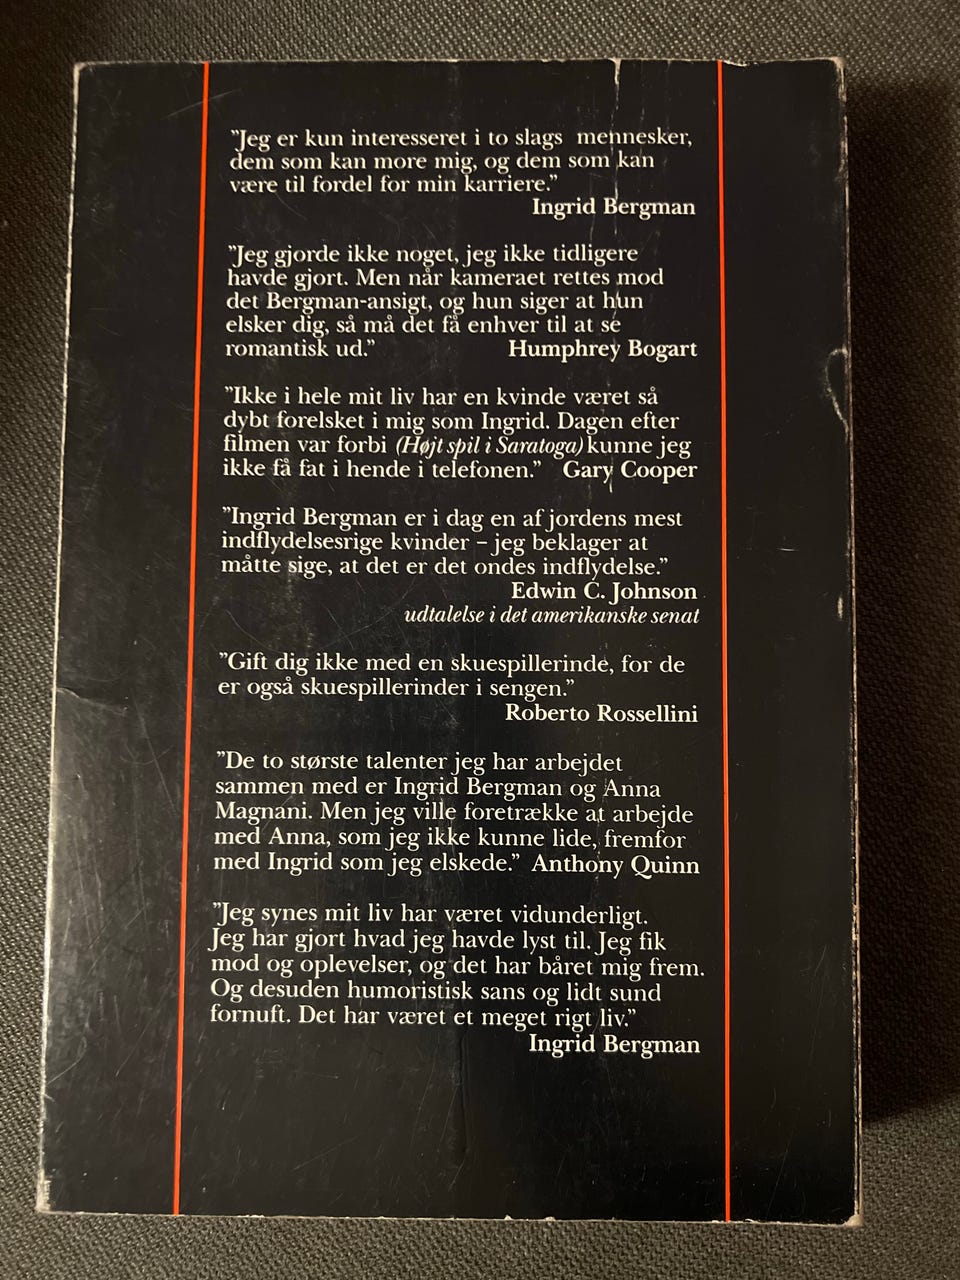 ”Jeg er kun interesseret i to slags mennesker,
dem som kan more mig, og dem som kan
være til fordel for min karriere.”
Ingrid Bergman
”Jeg gjorde ikke noget, jeg ikke tidligere
havde gjort. Men når kameraet rettes mod
det Bergman-ansigt, og hun siger at hun
elsker dig, så må det få enhver til at se
romantisk ud.” Humphrey Bogart
”Ikke i hele mit liv har en kvinde været så
dybt forelsket i mig som Ingrid. Dagen efter
filmen var forbi (Højt spil i Saratoga) kunne jeg
ikke få fat i hende i telefonen.” Gary Cooper
”Ingrid Bergman er i dag en af jordens mest
indflydelsesrige kvinder – jeg beklager at
måtte sige, at det er det ondes indflydelse.”
Edwin C. Johnson
udtalelse i det amerikanske senat
”Gift dig ikke med en skuespillerinde, for de
er også skuespillerinder i sengen.”
Roberto Rossellini
”De to største talenter jeg har arbejdet
sammen med er Ingrid Bergman og Anna
Magnani. Men jeg ville foretrække at arbejde
med Anna, som jeg ikke kunne lide, fremfor
med Ingrid som jeg elskede.” Anthony Quinn
”Jeg synes mit liv har været vidunderligt.
Jeg har gjort hvad jeg havde lyst til. Jeg fik
mod og oplevelser, og det har båret mig frem.
Og desuden humoristisk sans og lidt sund
fornuft. Det har været et meget rigt liv.”
Ingrid Bergman